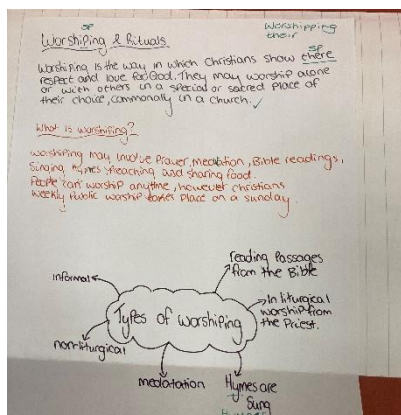 sp
Worshipping
their
Worshiping & Rituals
sp
Worshiping is the way in which Christians show there
respect and love for God. They may worship alone
or with others in a special or sacred place of
their choice, commonally in a church.
What is worshiping?
worshiping may involve Prayer, medatation, Bible readings,
Singing, Hymes, Preaching, and sharing food.
People 'can' worship anytime, however christians
weekly Public worship takes place on a sunday.
reading Passages
from the Bible
informal
In liturgical
worship from
the Priest.
Types of worshiping
non-liturgical
medatation
Hymes are
Sung